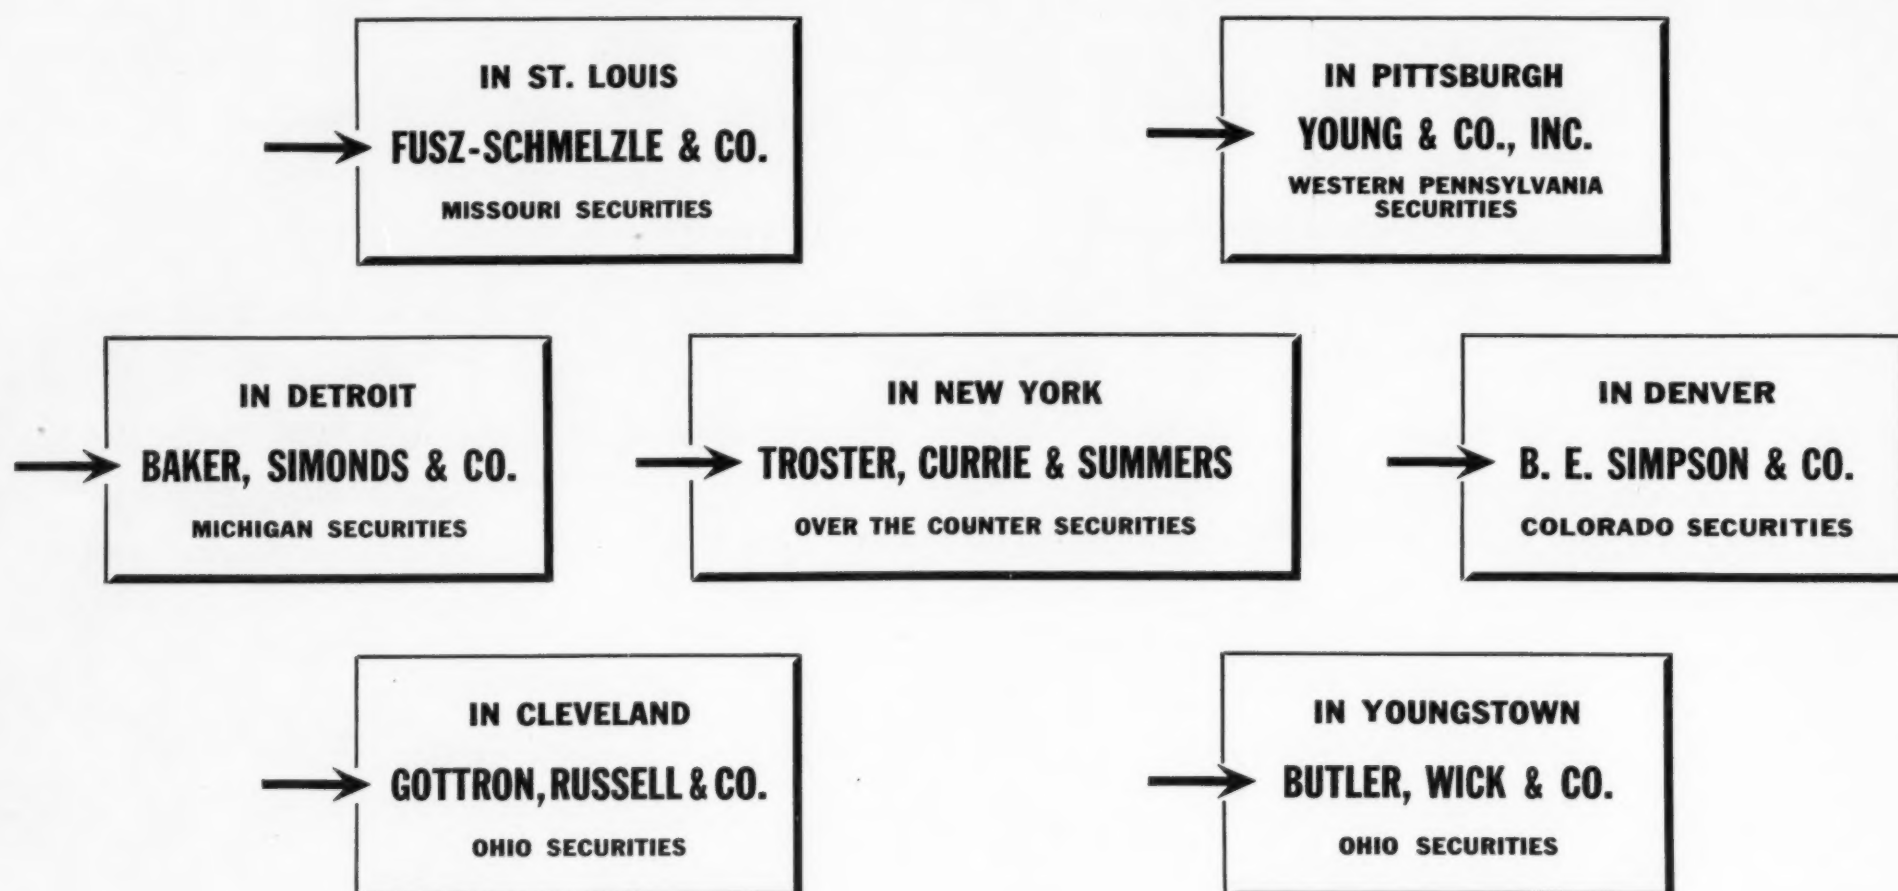 IN ST. LOUIS
FUSZ-SCHMELZLE & CO.
MISSOURI SECURITIES
IN PITTSBURGH
YOUNG & CO., INC.
WESTERN PENNSYLVANIA
SECURITIES
IN DETROIT
BAKER, SIMONDS & CO.
MICHIGAN SECURITIES
IN NEW YORK
TROSTER, CURRIE & SUMMERS
OVER THE COUNTER SECURITIES
IN DENVER
B. E. SIMPSON & CO.
COLORADO SECURITIES
IN CLEVELAND
GOTTRON, RUSSELL & CO.
OHIO SECURITIES
IN YOUNGSTOWN
BUTLER, WICK & CO.
OHIO SECURITIES